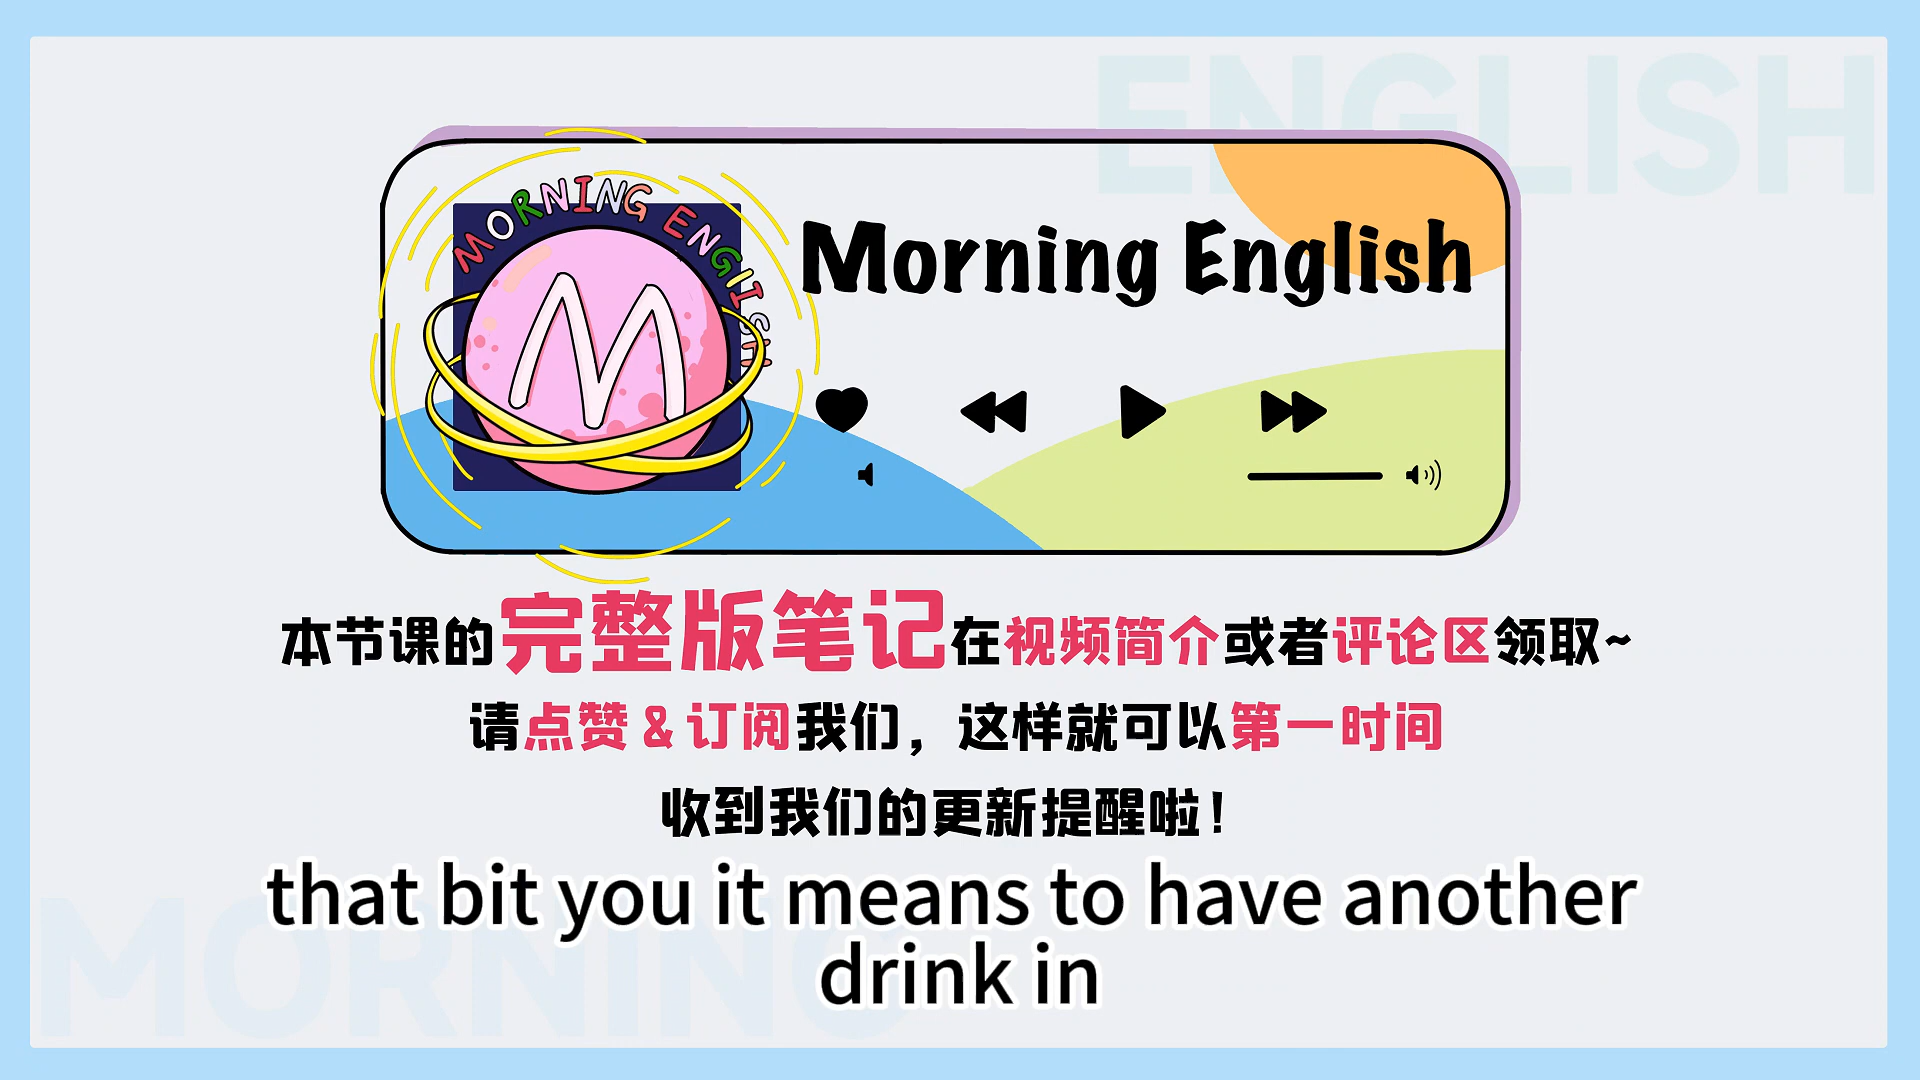 ENGLISH
MORNING ENGLISH
M
Morning English
本节课的完整版笔记在视频简介或者评论区领取~
请点赞&订阅我们，这样就可以第一时间
收到我们的更新提醒啦！
that bit you it means to have another
drink in
MORNING